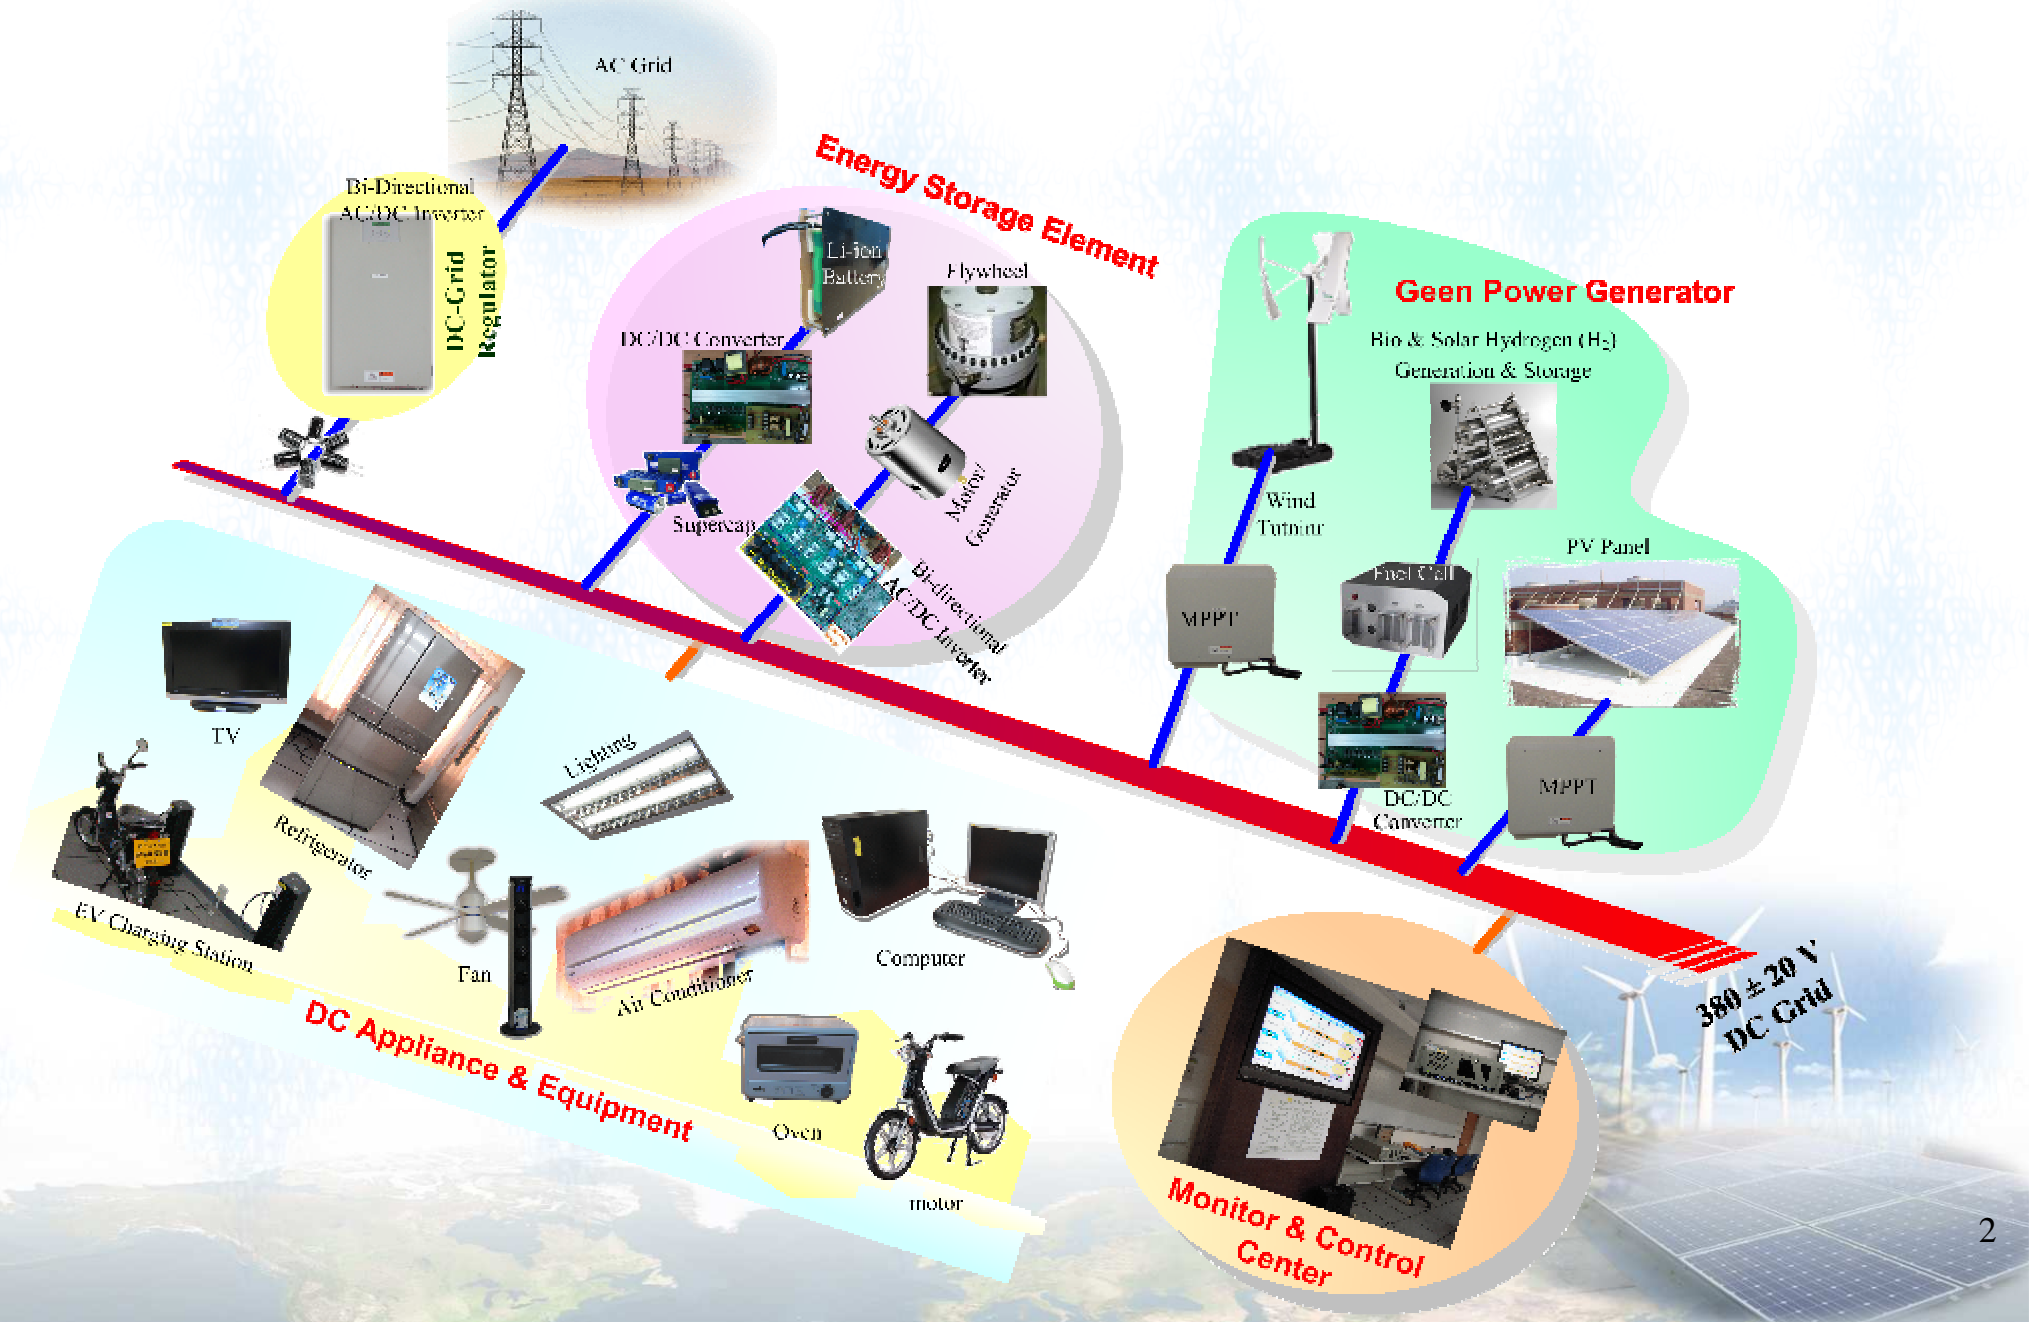 AC Grid
Bi-Directional
AC/DC Inverter
DC-Grid
Regulator
Energy Storage Element
Li-ion
Battery
Flywheel
DC/DC Converter
Supercap
Motor/
Generator
Bi-directional
AC/DC Inverter
Geen Power Generator
Bio & Solar Hydrogen (H₂)
Generation & Storage
Wind
Tutninr
PV Panel
Fuel Cell
MPPT
MPPT
DC/DC
Converter
380 ± 20 V
DC Grid
TV
Refrigerator
Lighting
EV Charging Station
Fan
Air Conditioner
Computer
DC Appliance & Equipment
Oven
motor
Monitor & Control
Center
2